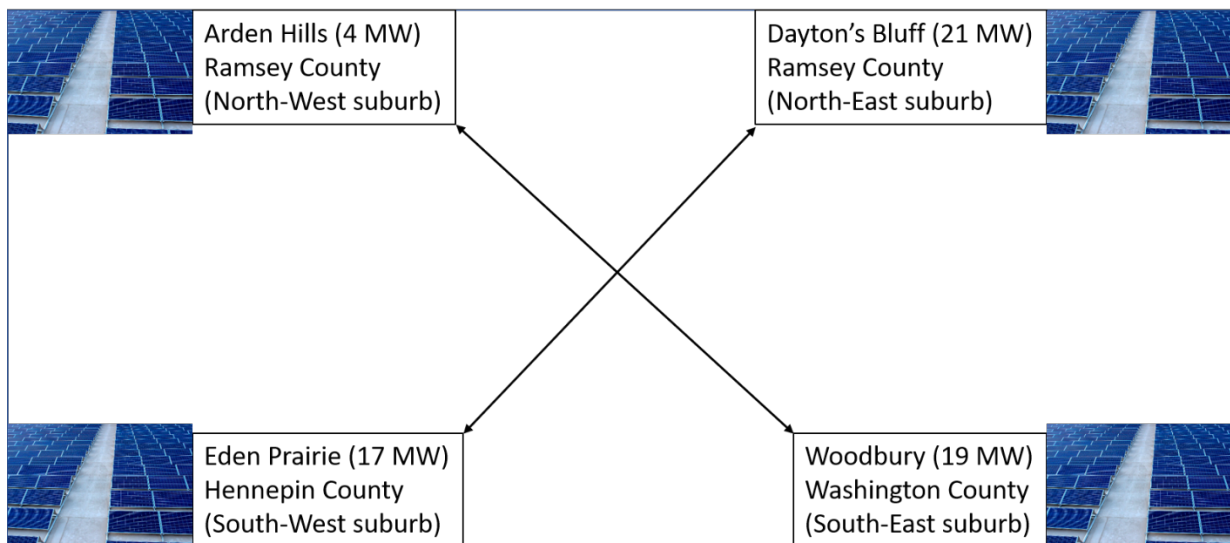 Arden Hills (4 MW)
Ramsey County
(North-West suburb)
Dayton’s Bluff (21 MW)
Ramsey County
(North-East suburb)
Eden Prairie (17 MW)
Hennepin County
(South-West suburb)
Woodbury (19 MW)
Washington County
(South-East suburb)